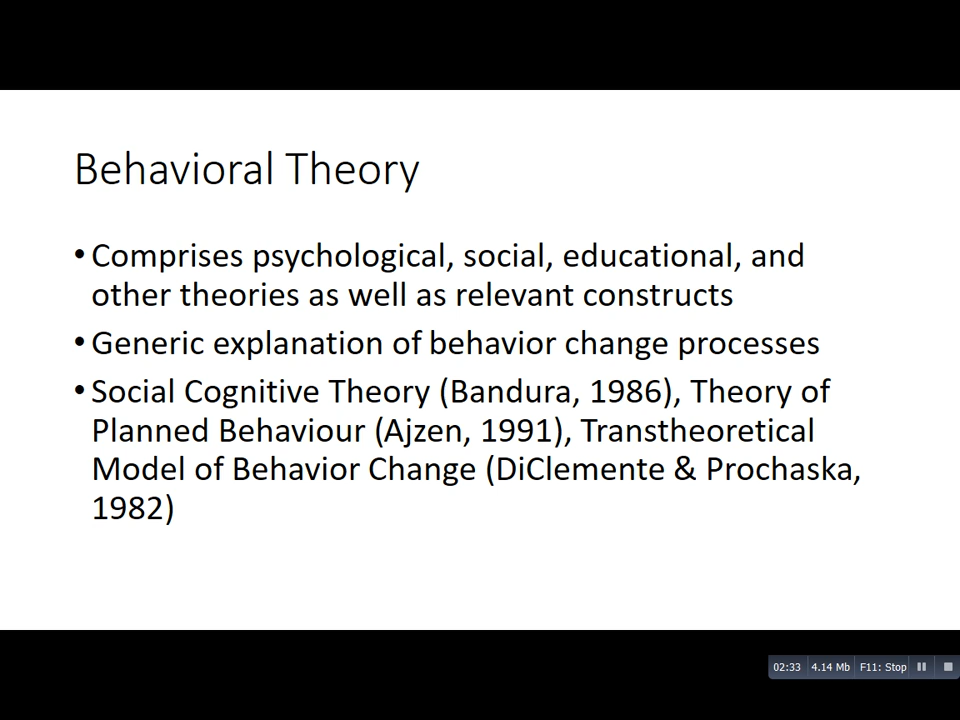 Behavioral Theory
• Comprises psychological, social, educational, and
other theories as well as relevant constructs
• Generic explanation of behavior change processes
• Social Cognitive Theory (Bandura, 1986), Theory of
Planned Behaviour (Ajzen, 1991), Transtheoretical
Model of Behavior Change (DiClemente & Prochaska,
1982)
02:33 4.14 Mb F11: Stop